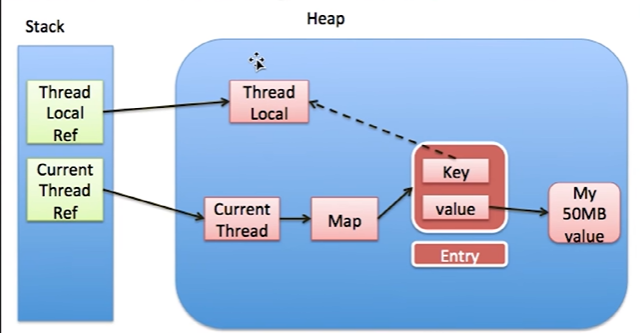 Stack
Heap
Thread
Local
Ref
Thread
Local
Current
Thread
Ref
Key
value
Current
Thread
Map
My
50MB
value
Entry